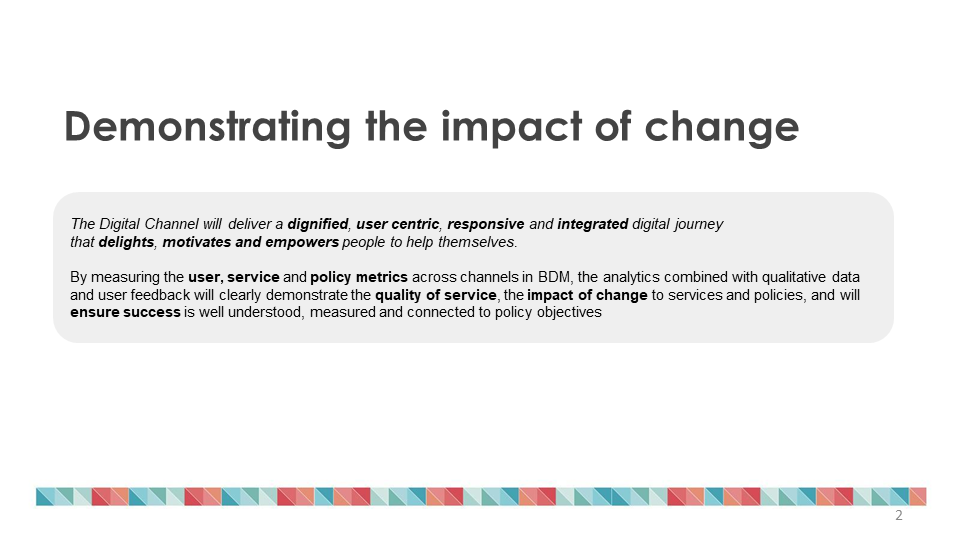 Demonstrating the impact of change
The Digital Channel will deliver a dignified, user centric, responsive and integrated digital journey
that delights, motivates and empowers people to help themselves.
By measuring the user, service and policy metrics across channels in BDM, the analytics combined with qualitative data
and user feedback will clearly demonstrate the quality of service, the impact of change to services and policies, and will
ensure success is well understood, measured and connected to policy objectives
2